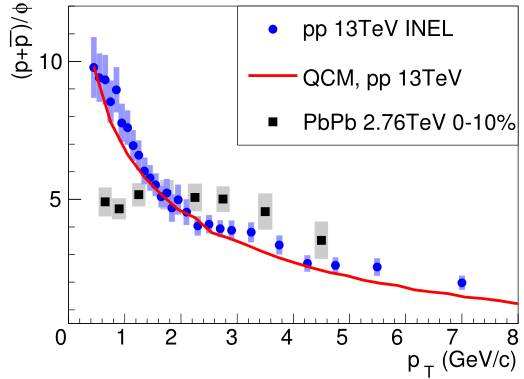 (p+p̅)/ϕ
10
5
pp 13TeV INEL
QCM, pp 13TeV
PbPb 2.76TeV 0-10%
0 1 2 3 4 5 6 7 8
p_T (GeV/c)